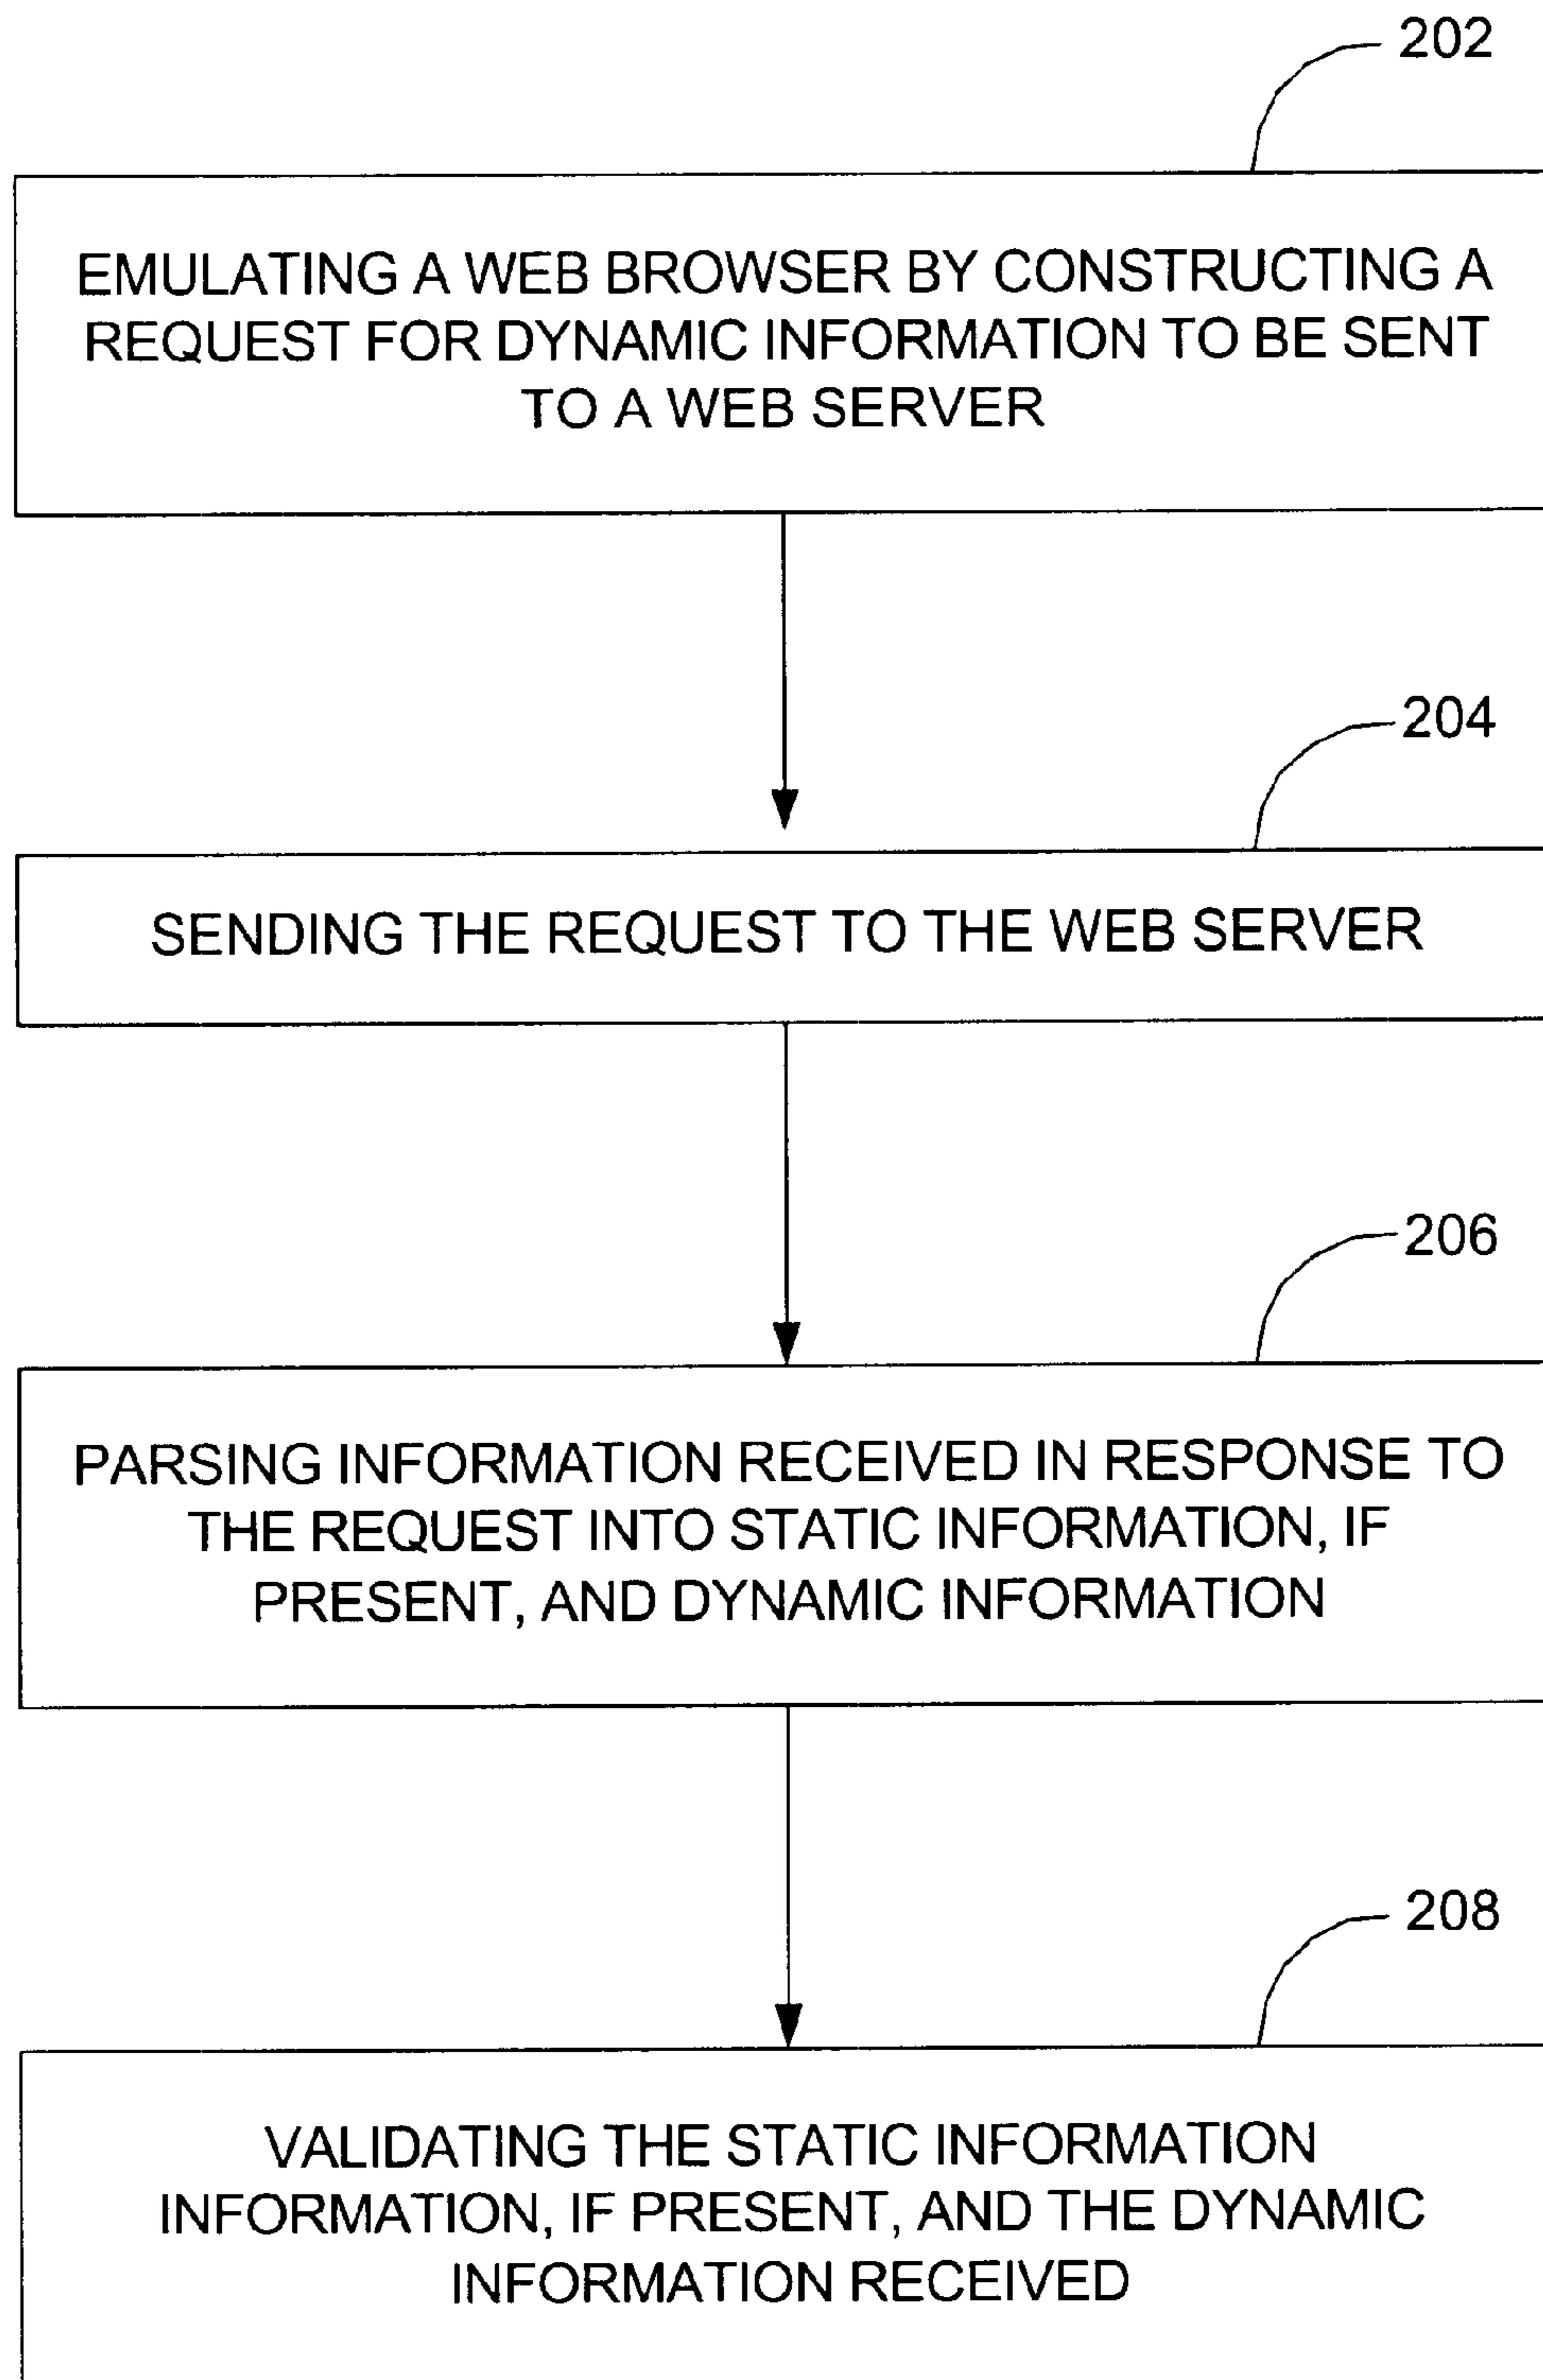 202
EMULATING A WEB BROWSER BY CONSTRUCTING A
REQUEST FOR DYNAMIC INFORMATION TO BE SENT
TO A WEB SERVER
204
SENDING THE REQUEST TO THE WEB SERVER
206
PARSING INFORMATION RECEIVED IN RESPONSE TO
THE REQUEST INTO STATIC INFORMATION, IF
PRESENT, AND DYNAMIC INFORMATION
208
VALIDATING THE STATIC INFORMATION
INFORMATION, IF PRESENT, AND THE DYNAMIC
INFORMATION RECEIVED